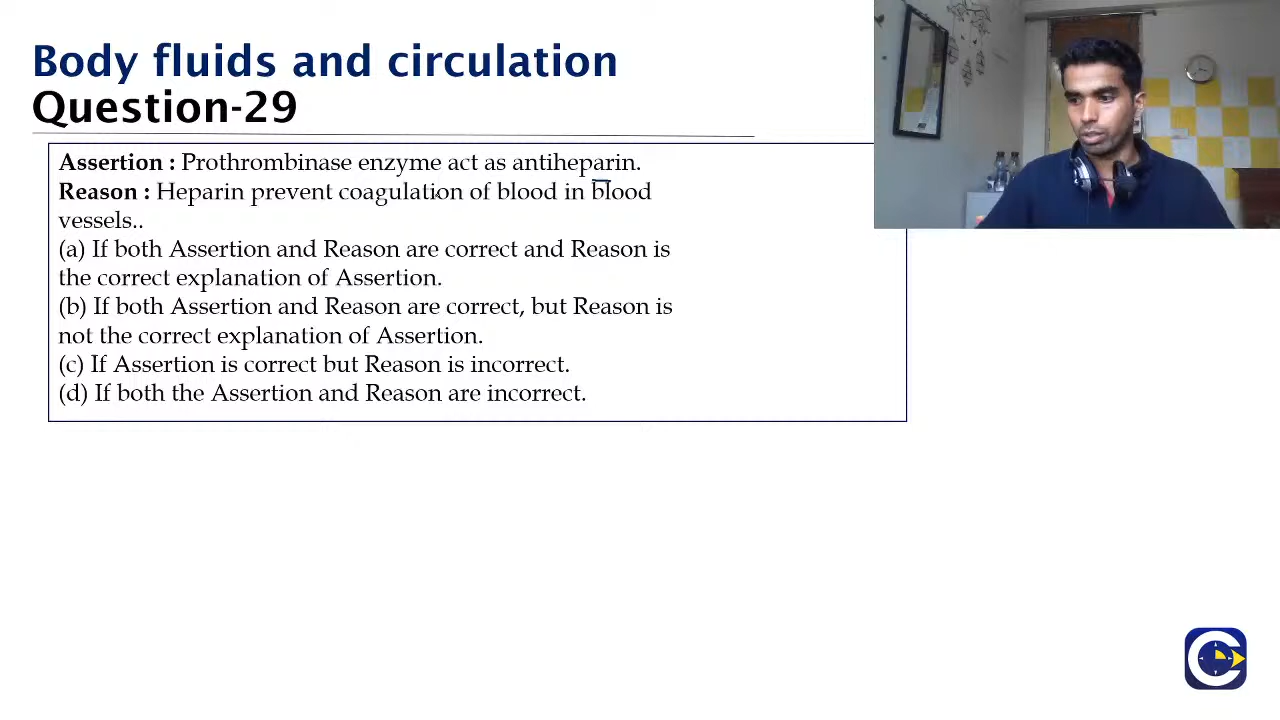 Body fluids and circulation
Question-29
Assertion : Prothrombinase enzyme act as antiheparin.
Reason : Heparin prevent coagulation of blood in blood
vessels..
(a) If both Assertion and Reason are correct and Reason is
the correct explanation of Assertion.
(b) If both Assertion and Reason are correct, but Reason is
not the correct explanation of Assertion.
(c) If Assertion is correct but Reason is incorrect.
(d) If both the Assertion and Reason are incorrect.